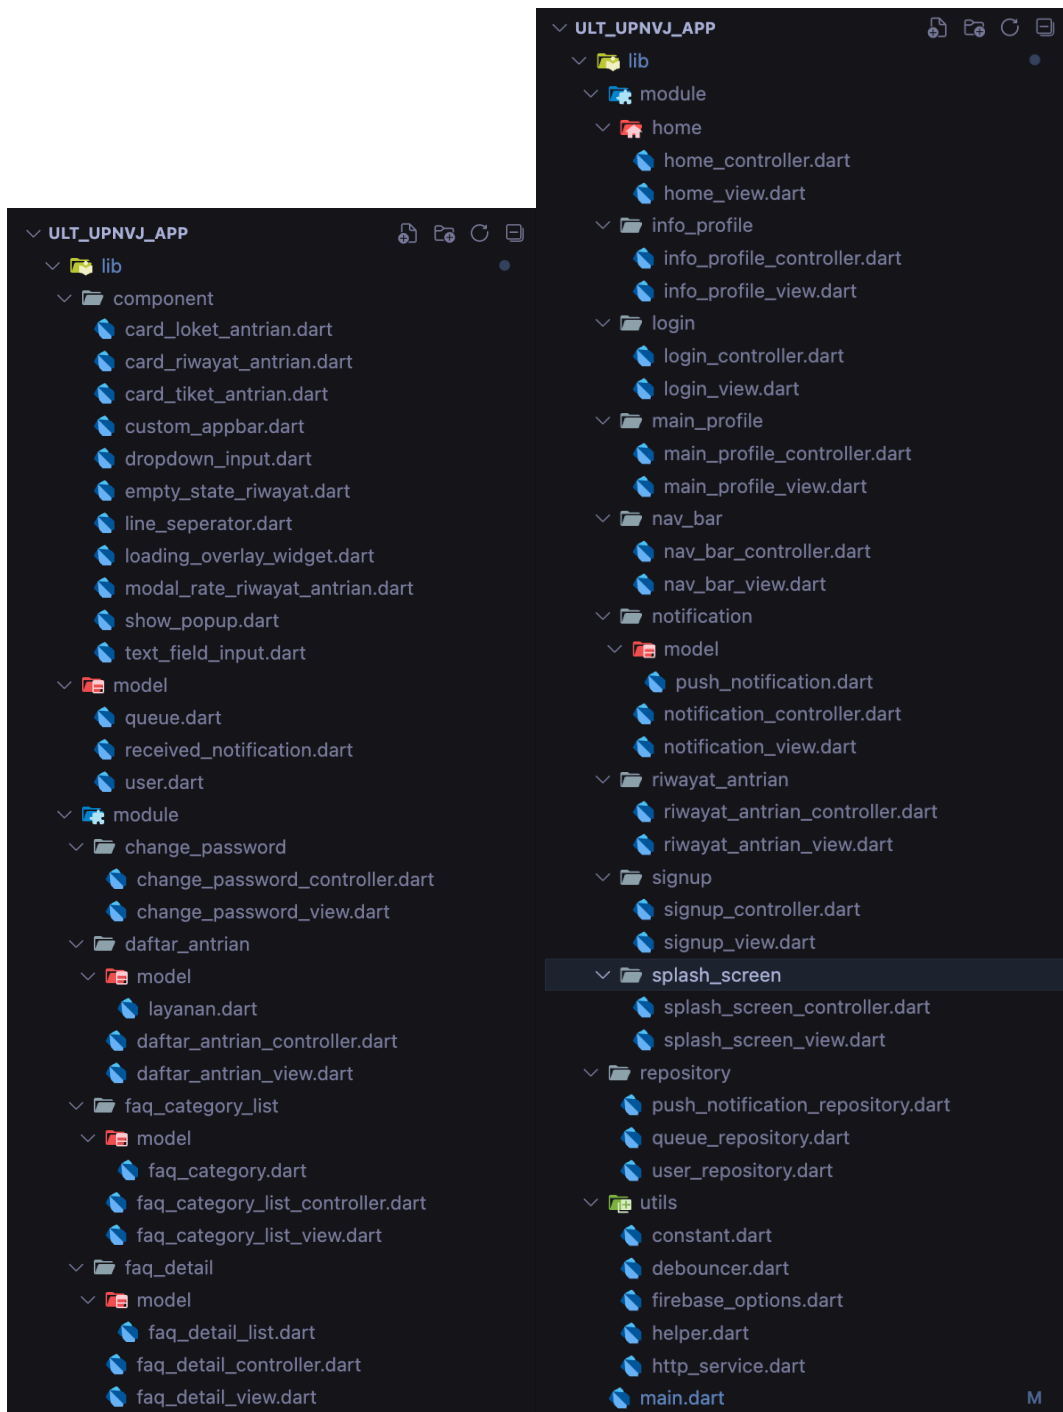 ULT_UPNVJ_APP
lib
component
card_loket_antrian.dart
card_riwayat_antrian.dart
card_tiket_antrian.dart
custom_appbar.dart
dropdown_input.dart
empty_state_riwayat.dart
line_seperator.dart
loading_overlay_widget.dart
modal_rate_riwayat_antrian.dart
show_popup.dart
text_field_input.dart
model
queue.dart
received_notification.dart
user.dart
module
change_password
change_password_controller.dart
change_password_view.dart
daftar_antrian
model
layanan.dart
daftar_antrian_controller.dart
daftar_antrian_view.dart
faq_category_list
model
faq_category.dart
faq_category_list_controller.dart
faq_category_list_view.dart
faq_detail
model
faq_detail_list.dart
faq_detail_controller.dart
faq_detail_view.dart
ULT_UPNVJ_APP
lib
module
home
home_controller.dart
home_view.dart
info_profile
info_profile_controller.dart
info_profile_view.dart
login
login_controller.dart
login_view.dart
main_profile
main_profile_controller.dart
main_profile_view.dart
nav_bar
nav_bar_controller.dart
nav_bar_view.dart
notification
model
push_notification.dart
notification_controller.dart
notification_view.dart
riwayat_antrian
riwayat_antrian_controller.dart
riwayat_antrian_view.dart
signup
signup_controller.dart
signup_view.dart
splash_screen
splash_screen_controller.dart
splash_screen_view.dart
repository
push_notification_repository.dart
queue_repository.dart
user_repository.dart
utils
constant.dart
debouncer.dart
firebase_options.dart
helper.dart
http_service.dart
main.dart M